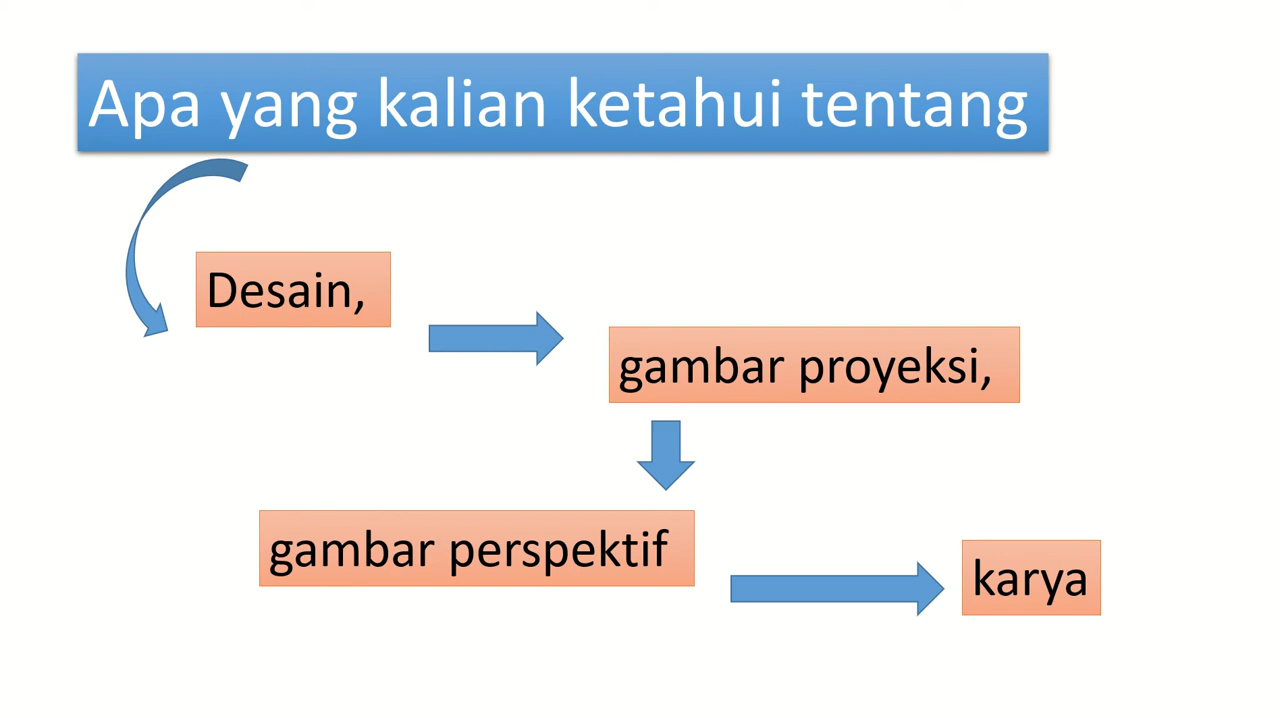 Apa yang kalian ketahui tentang
Desain,
gambar proyeksi,
gambar perspektif
karya